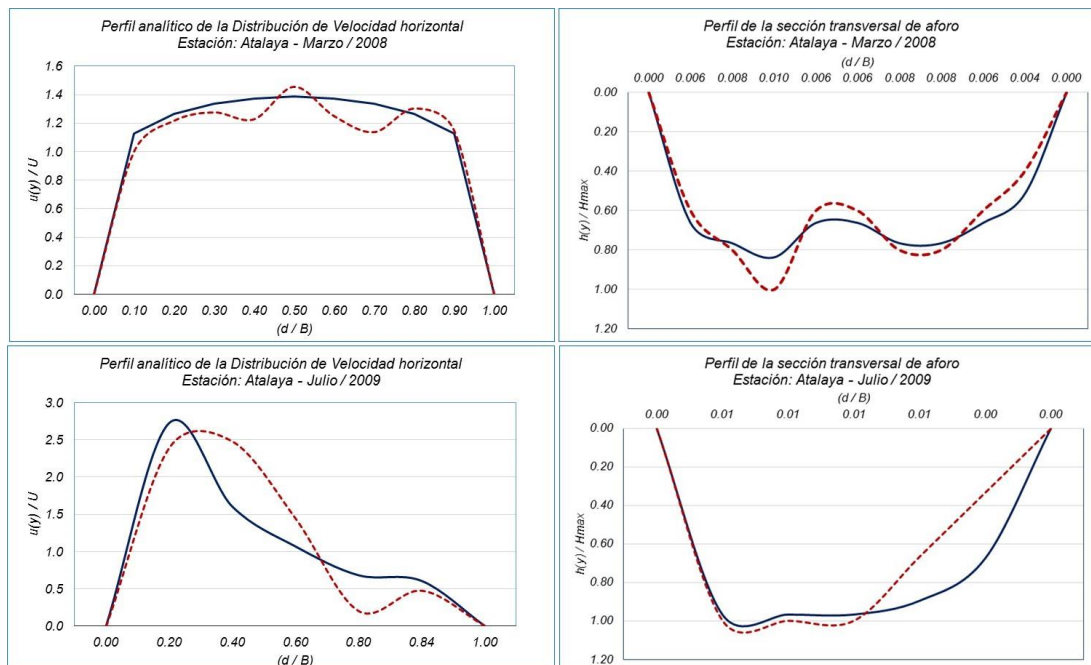 Perfil analítico de la Distribución de Velocidad horizontal
Estación: Atalaya - Marzo / 2008
1.6
1.4
1.2
1.0
0.8
0.6
0.4
0.2
0.0
u(y) / U
0.00 0.10 0.20 0.30 0.40 0.50 0.60 0.70 0.80 0.90 1.00
(d / B)
Perfil de la sección transversal de aforo
Estación: Atalaya - Marzo / 2008
(d / B)
0.000 0.006 0.008 0.010 0.006 0.006 0.008 0.008 0.006 0.004 0.000
0.00
0.20
0.40
0.60
0.80
1.00
1.20
h(y) / Hmax
Perfil analítico de la Distribución de Velocidad horizontal
Estación: Atalaya - Julio / 2009
3.0
2.5
2.0
1.5
1.0
0.5
0.0
u(y) / U
0.00 0.20 0.40 0.60 0.80 0.84 1.00
(d / B)
Perfil de la sección transversal de aforo
Estación: Atalaya - Julio / 2009
(d / B)
0.00 0.01 0.01 0.01 0.01 0.00 0.00
0.00
0.20
0.40
0.60
0.80
1.00
1.20
h(y) / Hmax